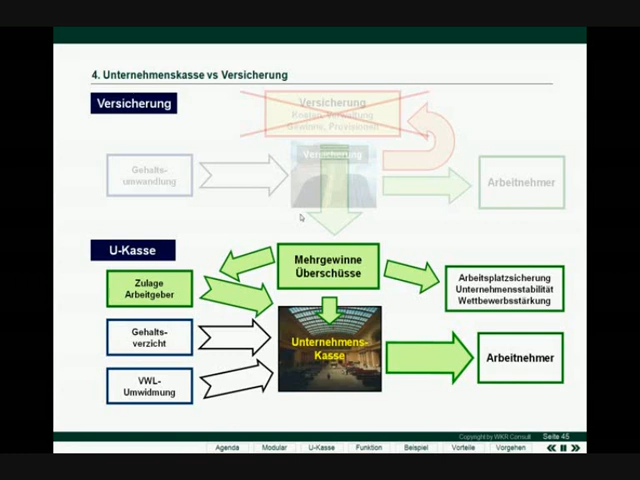 4. Unternehmenskasse vs Versicherung
Versicherung
Versicherung
Kosten, Verwaltung
Gewinne, Provisionen
Versicherung
Gehalts-
umwandlung
Arbeitnehmer
U-Kasse
Mehrgewinne
Überschüsse
Zulage
Arbeitgeber
Arbeitsplatzsicherung
Unternehmensstabilität
Wettbewerbsstärkung
Gehalts-
verzicht
Unternehmens-
Kasse
Arbeitnehmer
VWL-
Umwidmung
Copyright by WKR Consult
Seite 45
Agenda
Modular
U-Kasse
Funktion
Beispiel
Vorteile
Vorgehen